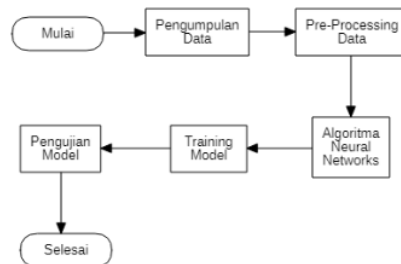 Mulai
Pengumpulan
Data
Pre-Processing
Data
Algoritma
Neural
Networks
Training
Model
Pengujian
Model
Selesai